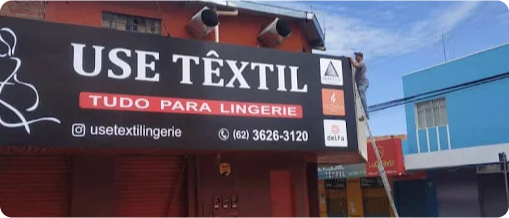 USE TÊXTIL
TUDO PARA LINGERIE
usetextilingerie
(62) 3626-3120
delfa